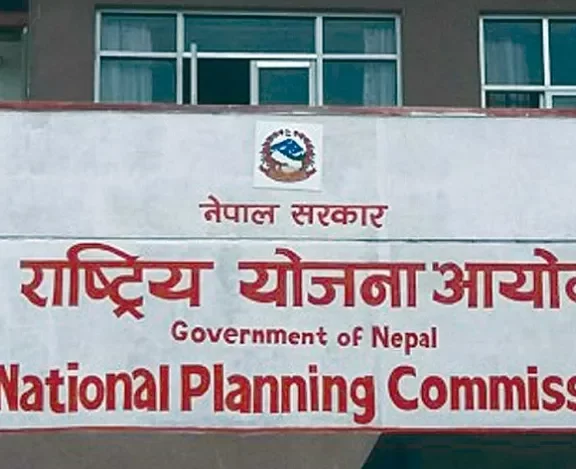 नेपाल सरकार
राष्ट्रिय योजना आयो
Government of Nepal
National Planning Commiss